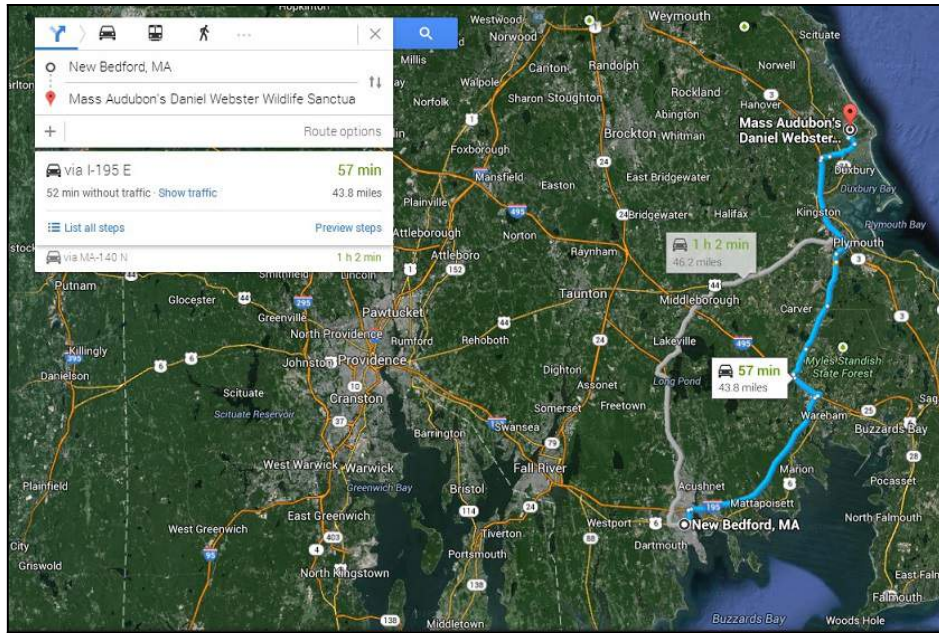 New Bedford, MA
Mass Audubon's Daniel Webster Wildlife Sanctua
Route options
via I-195 E 57 min
52 min without traffic · Show traffic 43.8 miles
List all steps Preview steps
via MA-140 N 1 h 2 min
Westwood
Norwood
Weymouth
Scituate
Millis
Canton
Randolph
Norwell
Walpole
Hanover
Norfolk
Sharon
Stoughton
Rockland
Abington
Mass Audubon's
Daniel Webster...
Brockton
Whitman
Foxborough
Duxbury
Duxbury Bay
Mansfield
Easton
East Bridgewater
Plainville
Bridgewater
Halifax
Kingston
Plymouth Bay
Attleborough
Norton
Plymouth
Attleboro
Raynham
1 h 2 min
46.2 miles
Smithfield
Lincoln
Putnam
Taunton
Middleborough
Carver
Glocester
Greenville
Pawtucket
North Providence
Rumford
Rehoboth
Lakeville
Killingly
Johnston
Providence
Dighton
57 min
43.8 miles
Myles Standish
State Forest
Danielson
Cranston
Assonet
Long Pond
Scituate
Scituate Reservoir
Somerset
Freetown
Wareham
Barrington
Swansea
Buzzards Bay
West Warwick
Warwick
Fall River
Marion
Pocasset
Plainfield
Greenwich Bay
Bristol
Acushnet
Mattapoisett
East Greenwich
Westport
New Bedford, MA
North Falmouth
West Greenwich
Tiverton
Dartmouth
City
Griswold
Portsmouth
North Kingstown
East Falm
Falmouth
Middletown
Buzzards Bay
Woods Hole